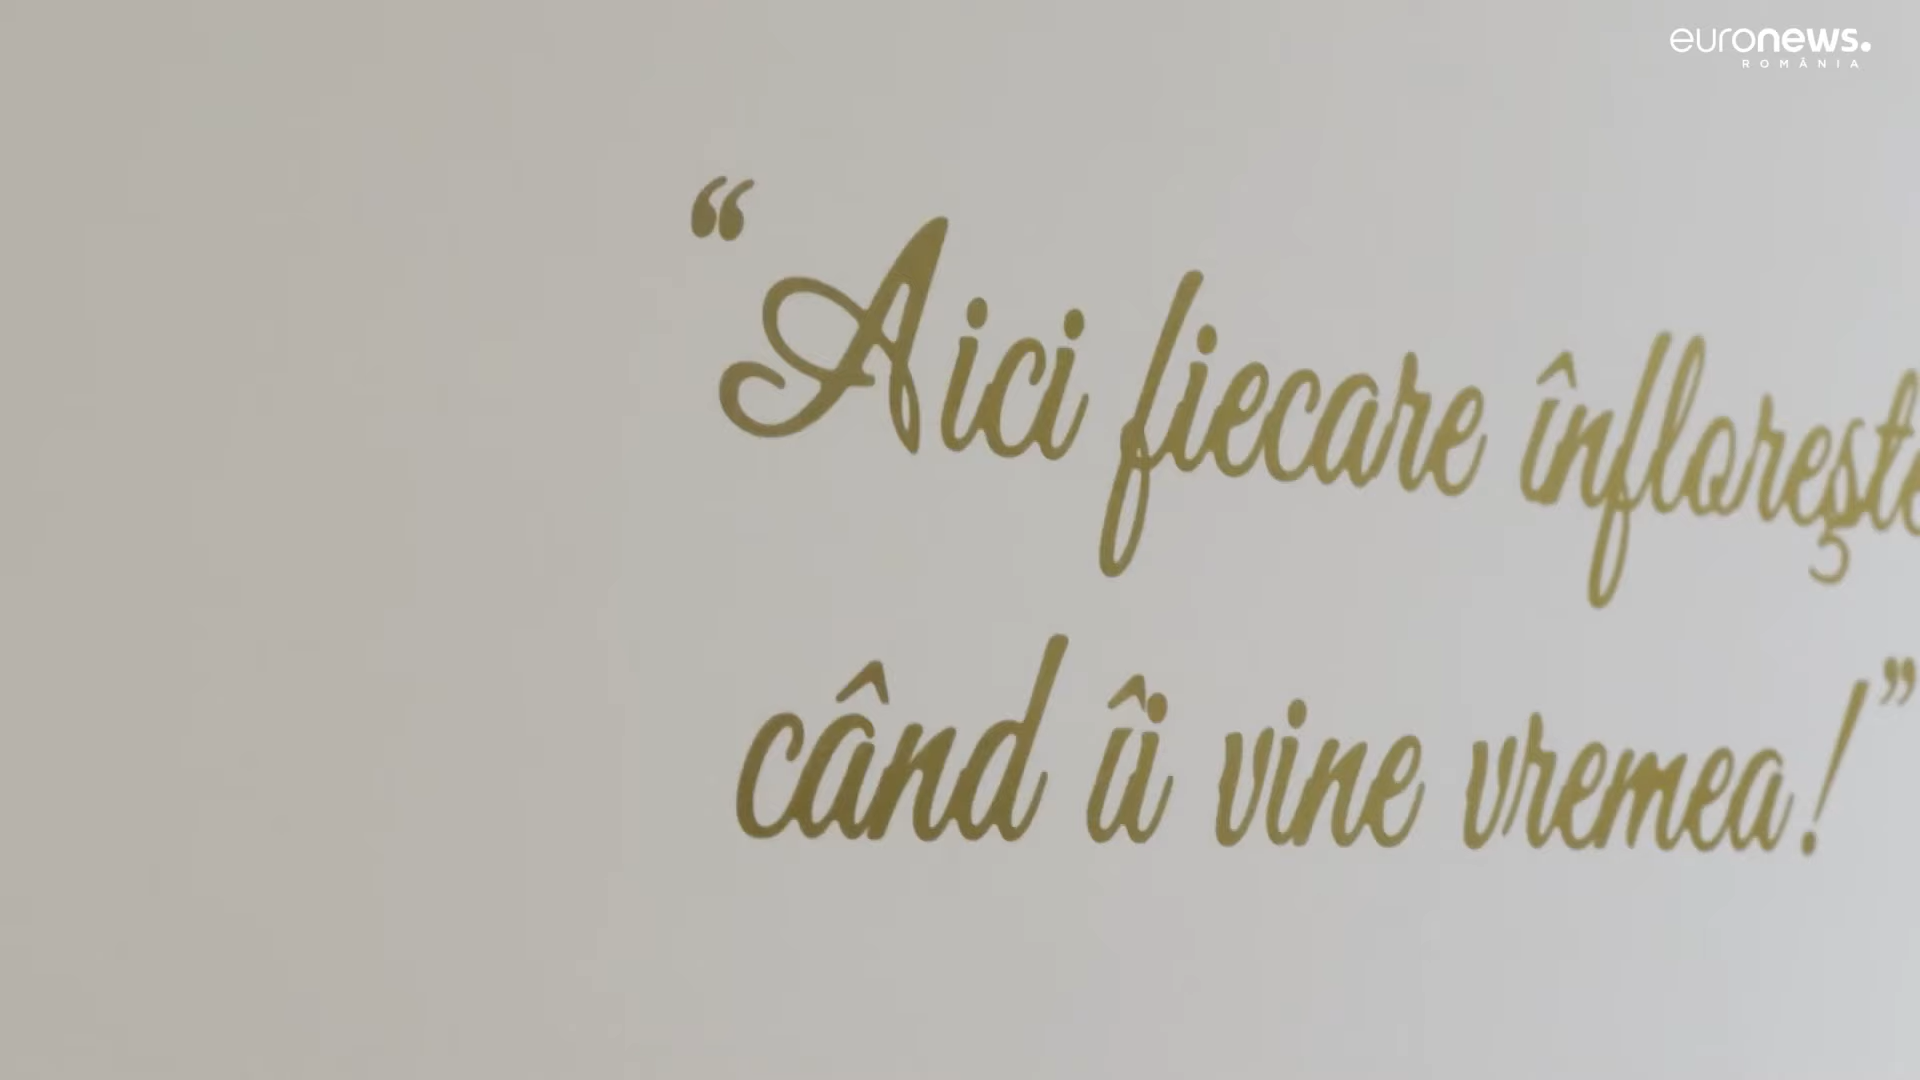 euronews.
ROMÂNIA
“Aici fiecare înflorește
când îi vine vremea!”